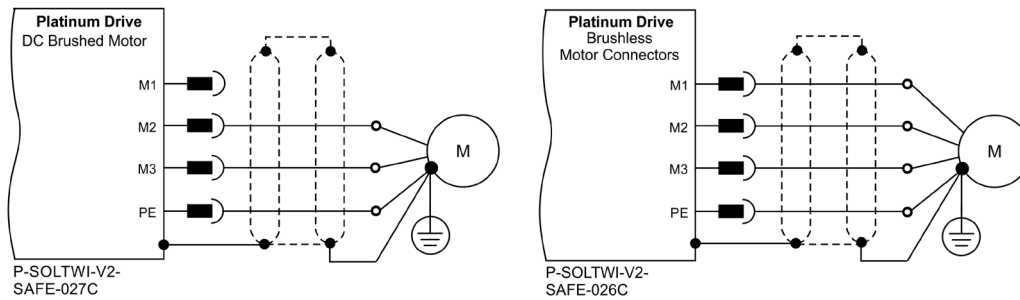 Platinum Drive
DC Brushed Motor
M1
M2
M3
PE
M
P-SOLTWI-V2-
SAFE-027C
Platinum Drive
Brushless
Motor Connectors
M1
M2
M3
PE
M
P-SOLTWI-V2-
SAFE-026C